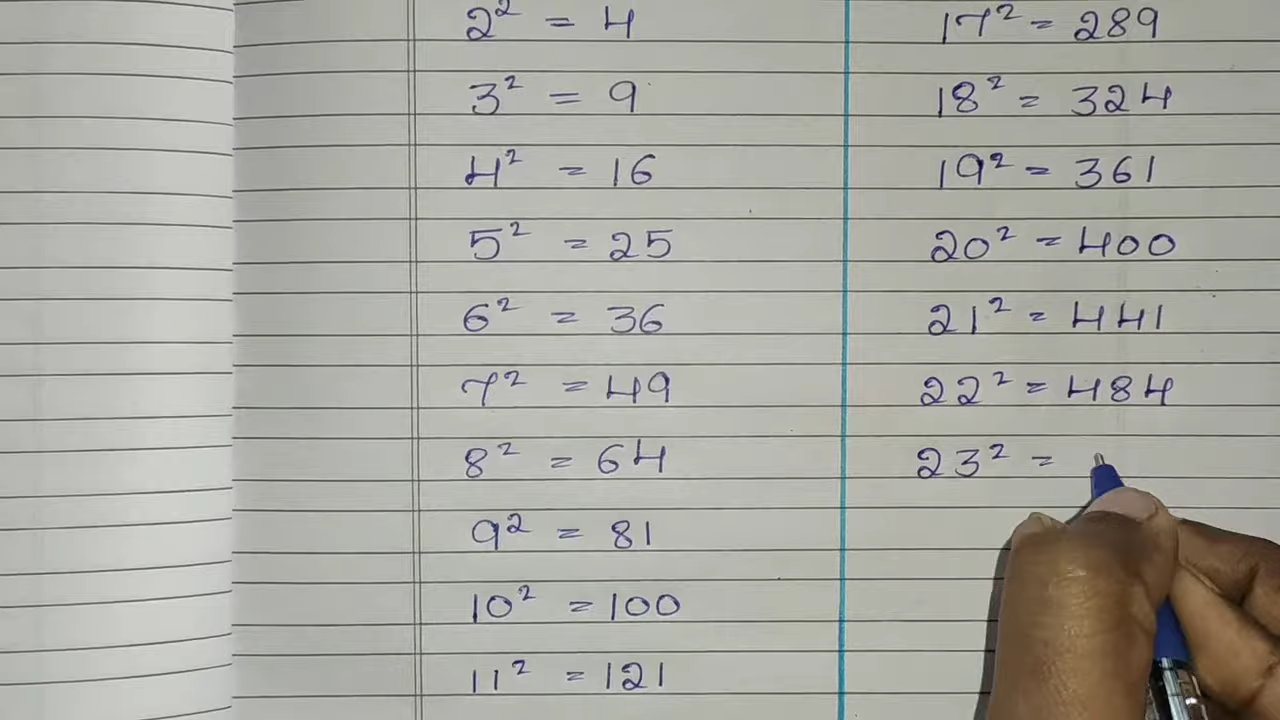 2² = 4
3² = 9
4² = 16
5² = 25
6² = 36
7² = 49
8² = 64
9² = 81
10² = 100
11² = 121
17² = 289
18² = 324
19² = 361
20² = 400
21² = 441
22² = 484
23² =